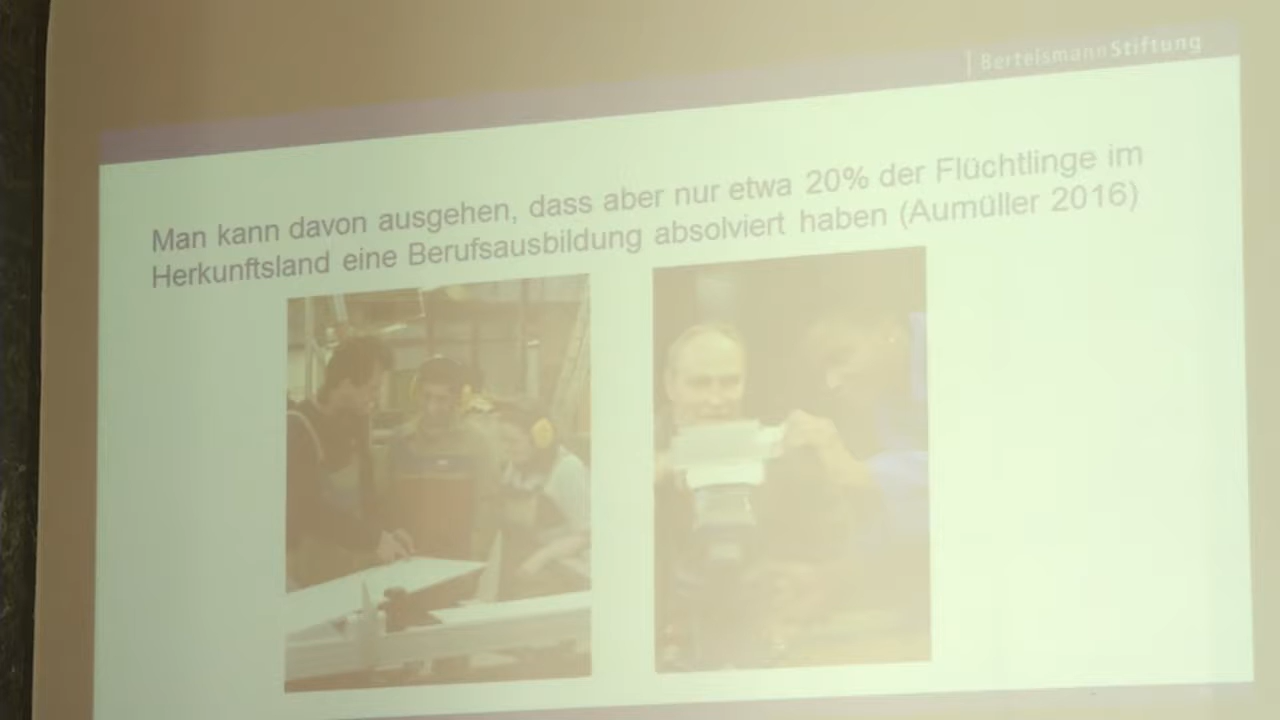 BertelsmannStiftung
Man kann davon ausgehen, dass aber nur etwa 20% der Flüchtlinge im
Herkunftsland eine Berufsausbildung absolviert haben (Aumüller 2016)